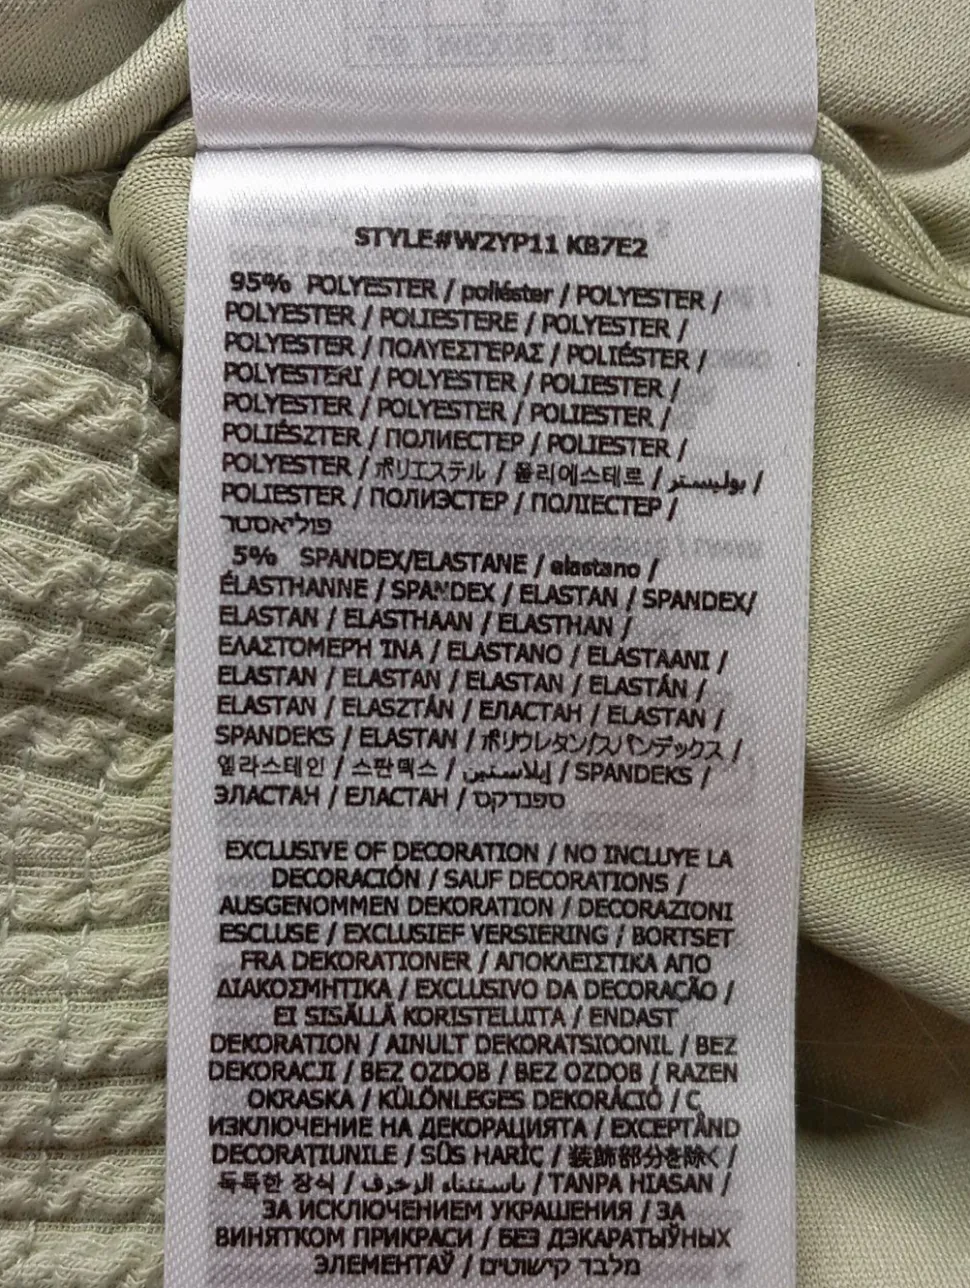 STYLE#W2YP11 KB7E2
95% POLYESTER / poliéster / POLYESTER /
POLYESTER / POLIESTERE / POLYESTER /
POLYESTER / ΠΟΛΥΕΣΤΕΡΑΣ / POLIÉSTER /
POLYESTERI / POLYESTER / POLIESTER /
POLYESTER / POLYESTER / POLIESTER /
POLIÉSZTER / ПОЛИЕСТЕР / POLIESTER /
POLYESTER / ポリエステル / 폴리에스테르 / بوليستر /
POLIESTER / ПОЛИЭСТЕР / ПОЛІЕСТЕР /
פוליאסטר
5% SPANDEX/ELASTANE / elastano /
ÉLASTHANNE / SPANDEX / ELASTAN / SPANDEX/
ELASTAN / ELASTHAAN / ELASTHAN /
ΕΛΑΣΤΟΜΕΡΉ ΊΝΑ / ELASTANO / ELASTAANI /
ELASTAN / ELASTAN / ELASTAN / ELASTÁN /
ELASTAN / ELASZTÁN / ЕЛАСТАН / ELASTAN /
SPANDEKS / ELASTAN / ポリウレタン/スパンデックス /
엘라스테인 / 스판덱스 / إيلاستين / SPANDEKS /
ЭЛАСТАН / ЕЛАСТАН / ספנדקס
EXCLUSIVE OF DECORATION / NO INCLUYE LA
DECORACIÓN / SAUF DECORATIONS /
AUSGENOMMEN DEKORATION / DECORAZIONI
ESCLUSE / EXCLUSIEF VERSIERING / BORTSET
FRA DEKORATIONER / ΑΠΟΚΛΕΙΣΤΙΚΑ ΑΠΟ
ΔΙΑΚΟΣΜΗΤΙΚΑ / EXCLUSIVO DA DECORAÇÃO /
EI SISÄLLÄ KORISTELUITTA / ENDAST
DEKORATION / AINULT DEKORATSIOONIL / BEZ
DEKORACJI / BEZ OZDOB / BEZ OZDOB / RAZEN
OKRASKA / KÜLÖNLEGES DEKORÁCIÓ / С
ИЗКЛЮЧЕНИЕ НА ДЕКОРАЦИЯТА / EXCEPTÂND
DECORAȚIUNILE / SÜS HARİÇ / 装飾部分を除く /
독특한 장식 / باستثناء الزخرف / TANPA HIASAN /
ЗА ИСКЛЮЧЕНИЕМ УКРАШЕНИЯ / ЗА
ВИНЯТКОМ ПРИКРАСИ / БЕЗ ДЭКАРАТЫЎНЫХ
ЭЛЕМЕНТАЎ / מלבד קישוטים